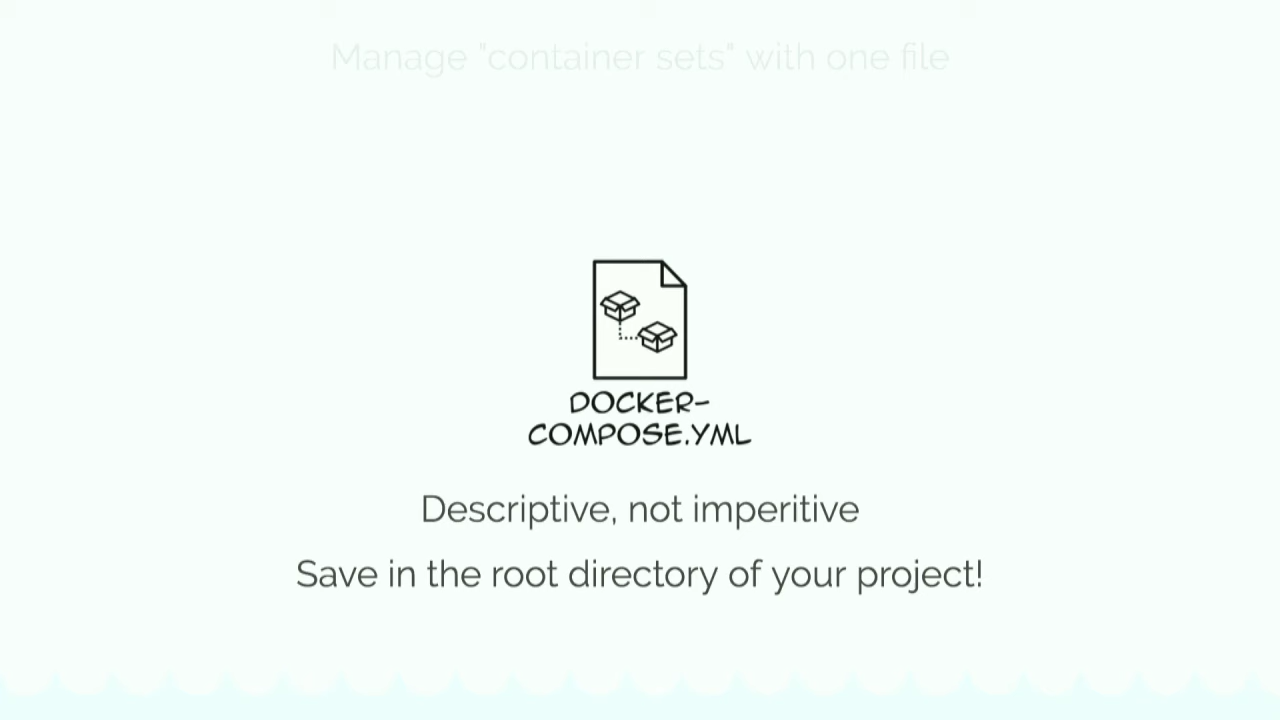 Manage "container sets" with one file
DOCKER-
COMPOSE.YML
Descriptive, not imperitive
Save in the root directory of your project!